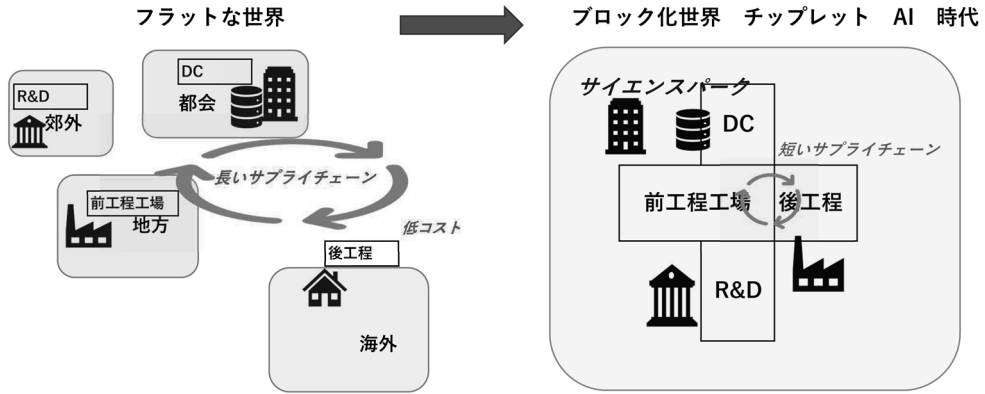 フラットな世界
ブロック化世界　チップレット　AI　時代
R&D
郊外
DC
都会
長いサプライチェーン
前工程工場
地方
低コスト
後工程
海外
サイエンスパーク
DC
短いサプライチェーン
前工程工場
後工程
R&D